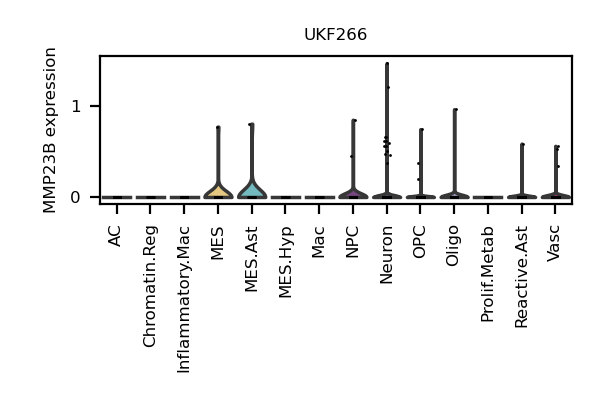 UKF266
MMP23B expression
1
0
AC
Chromatin.Reg
Inflammatory.Mac
MES
MES.Ast
MES.Hyp
Mac
NPC
Neuron
OPC
Oligo
Prolif.Metab
Reactive.Ast
Vasc